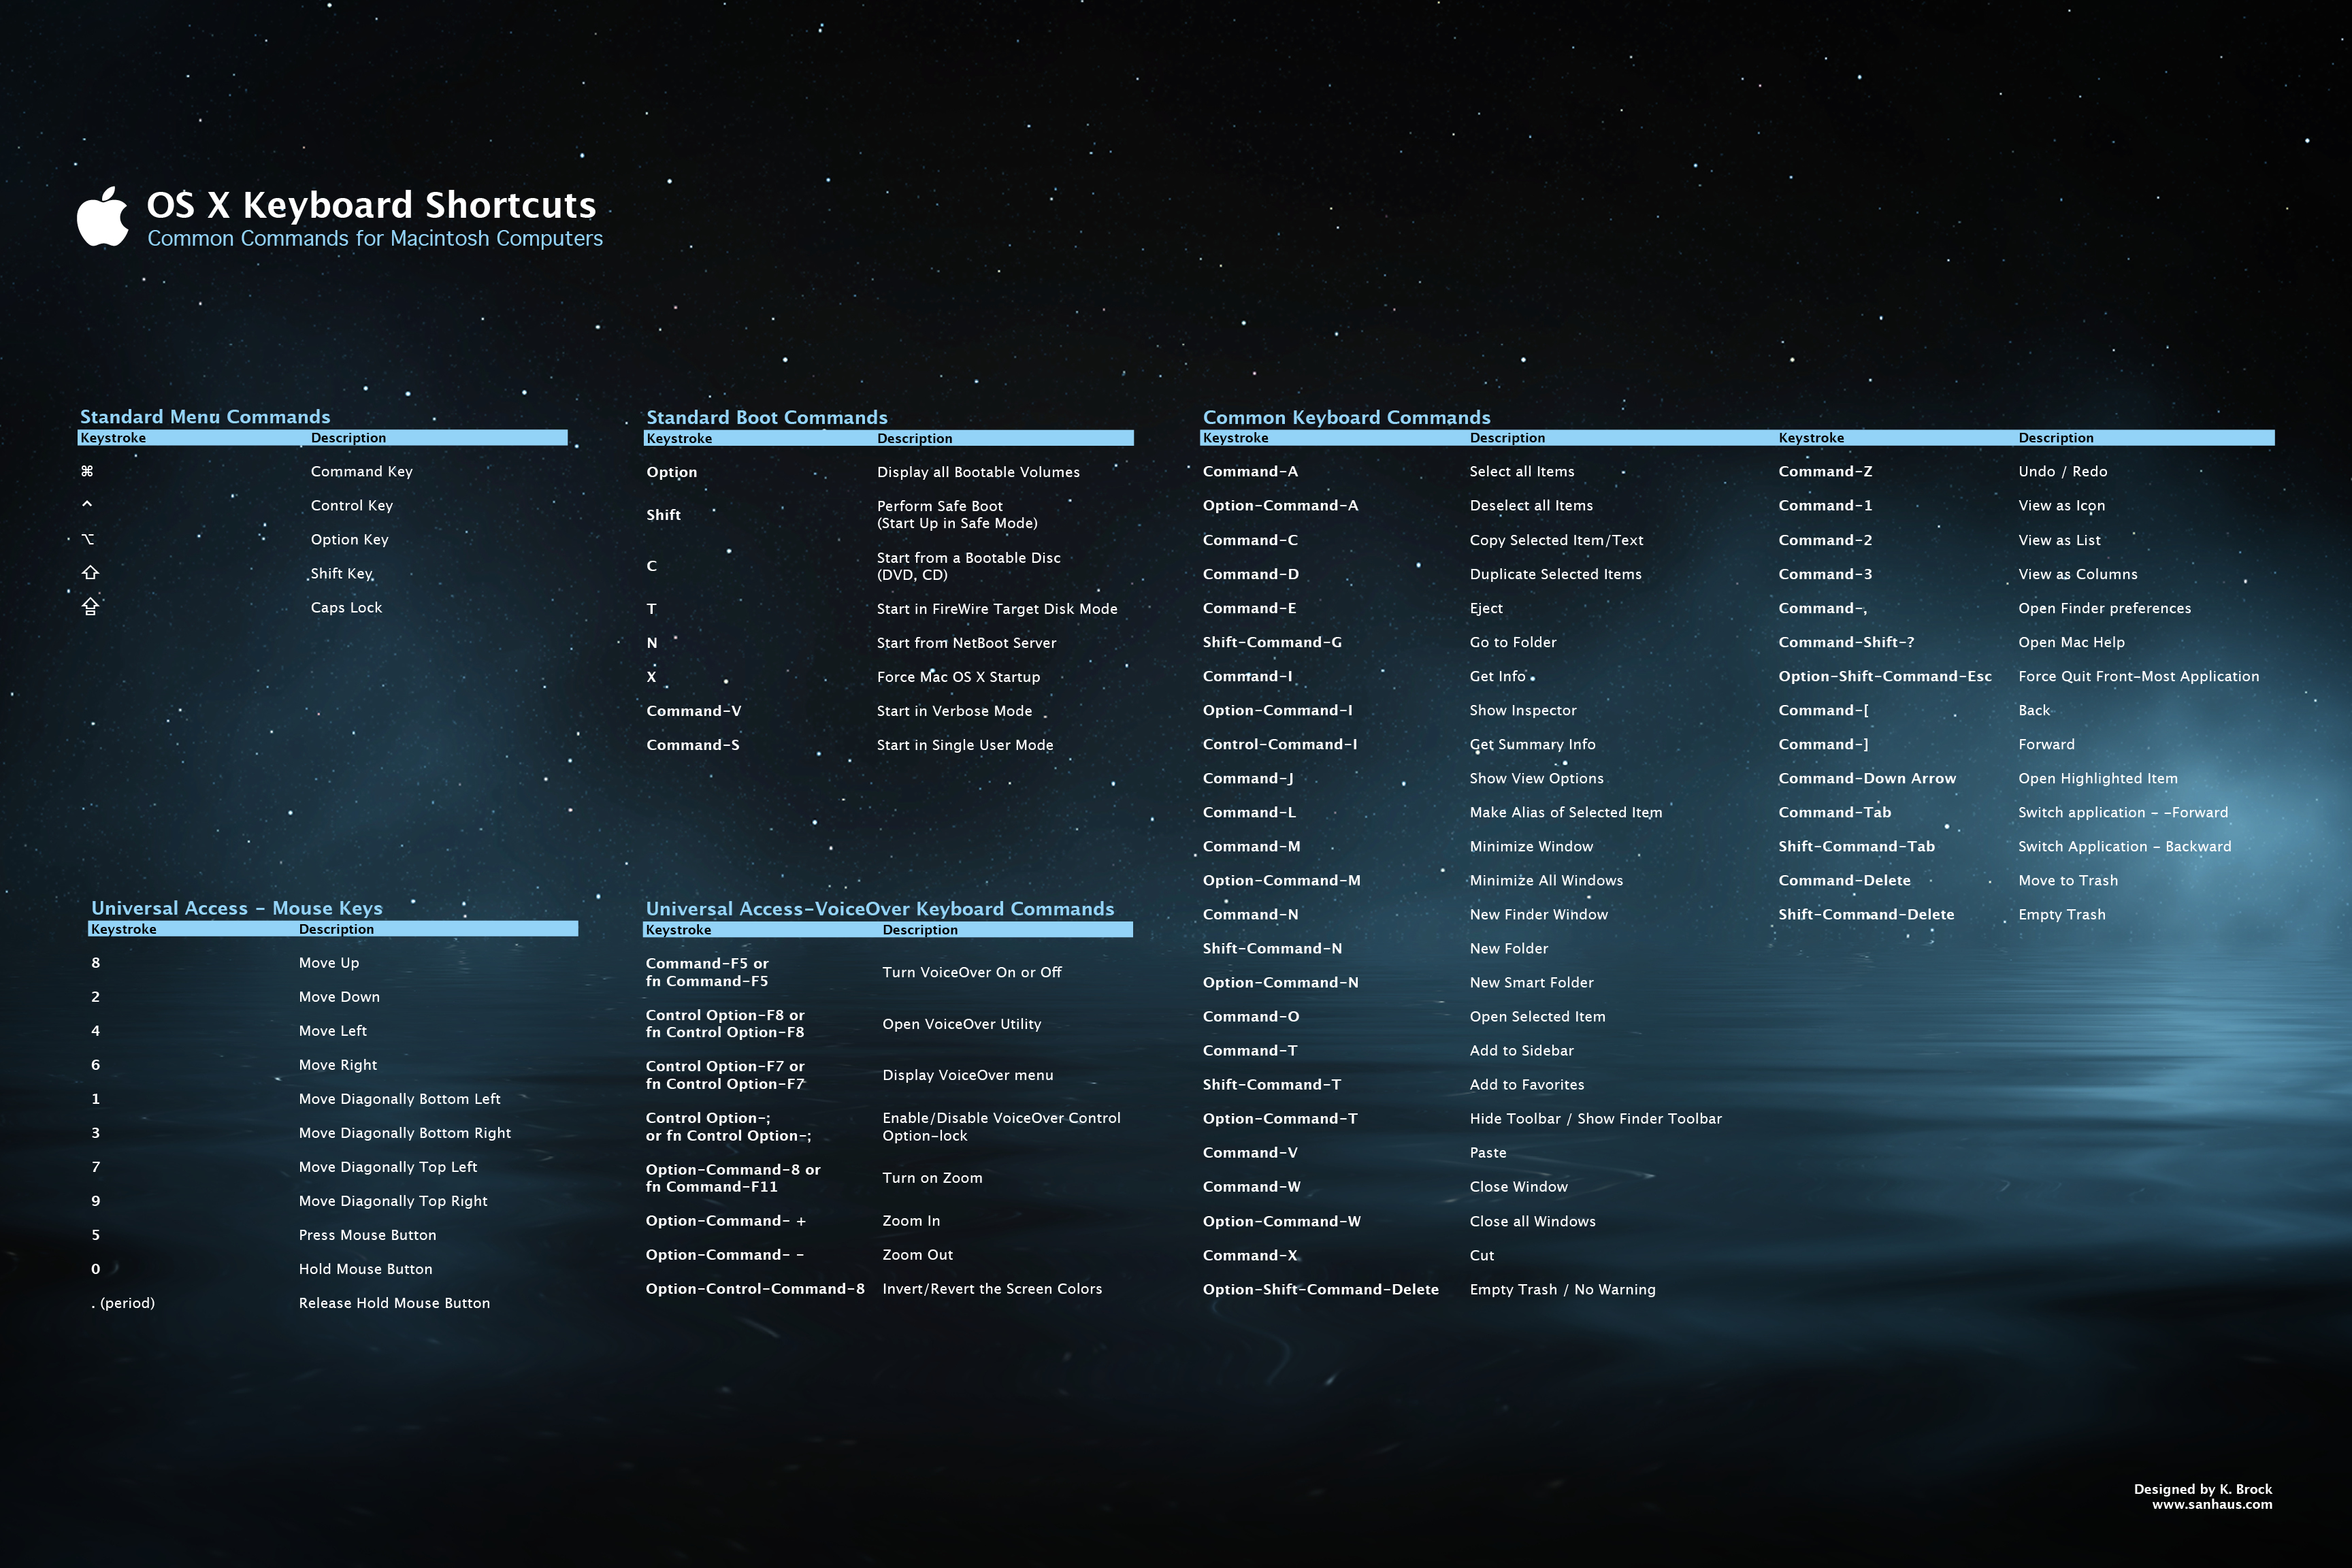 OS X Keyboard Shortcuts
Common Commands for Macintosh Computers
Standard Menu Commands
Keystroke Description
⌘ Command Key
⌃ Control Key
⌥ Option Key
⇧ Shift Key
⇪ Caps Lock
Standard Boot Commands
Keystroke Description
Option Display all Bootable Volumes
Shift Perform Safe Boot
(Start Up in Safe Mode)
C Start from a Bootable Disc
(DVD, CD)
T Start in FireWire Target Disk Mode
N Start from NetBoot Server
X Force Mac OS X Startup
Command-V Start in Verbose Mode
Command-S Start in Single User Mode
Universal Access - Mouse Keys
Keystroke Description
8 Move Up
2 Move Down
4 Move Left
6 Move Right
1 Move Diagonally Bottom Left
3 Move Diagonally Bottom Right
7 Move Diagonally Top Left
9 Move Diagonally Top Right
5 Press Mouse Button
0 Hold Mouse Button
. (period) Release Hold Mouse Button
Universal Access-VoiceOver Keyboard Commands
Keystroke Description
Command-F5 or
fn Command-F5
Turn VoiceOver On or Off
Control Option-F8 or
fn Control Option-F8
Open VoiceOver Utility
Control Option-F7 or
fn Control Option-F7
Display VoiceOver menu
Control Option-; Enable/Disable VoiceOver Control
or fn Control Option-; Option-lock
Option-Command-8 or
fn Command-F11
Turn on Zoom
Option-Command- + Zoom In
Option-Command- - Zoom Out
Option-Control-Command-8 Invert/Revert the Screen Colors
Common Keyboard Commands
Keystroke Description Keystroke Description
Command-A Select all Items
Option-Command-A Deselect all Items
Command-C Copy Selected Item/Text
Command-D Duplicate Selected Items
Command-E Eject
Shift-Command-G Go to Folder
Command-I Get Info
Option-Command-I Show Inspector
Control-Command-I Get Summary Info
Command-J Show View Options
Command-L Make Alias of Selected Item
Command-M Minimize Window
Option-Command-M Minimize All Windows
Command-N New Finder Window
Shift-Command-N New Folder
Option-Command-N New Smart Folder
Command-O Open Selected Item
Command-T Add to Sidebar
Shift-Command-T Add to Favorites
Option-Command-T Hide Toolbar / Show Finder Toolbar
Command-V Paste
Command-W Close Window
Option-Command-W Close all Windows
Command-X Cut
Option-Shift-Command-Delete Empty Trash / No Warning
Command-Z Undo / Redo
Command-1 View as Icon
Command-2 View as List
Command-3 View as Columns
Command-, Open Finder preferences
Command-Shift-? Open Mac Help
Option-Shift-Command-Esc Force Quit Front-Most Application
Command-[ Back
Command-] Forward
Command-Down Arrow Open Highlighted Item
Command-Tab Switch application - -Forward
Shift-Command-Tab Switch Application - Backward
Command-Delete Move to Trash
Shift-Command-Delete Empty Trash
Designed by K. Brock
www.sanhaus.com